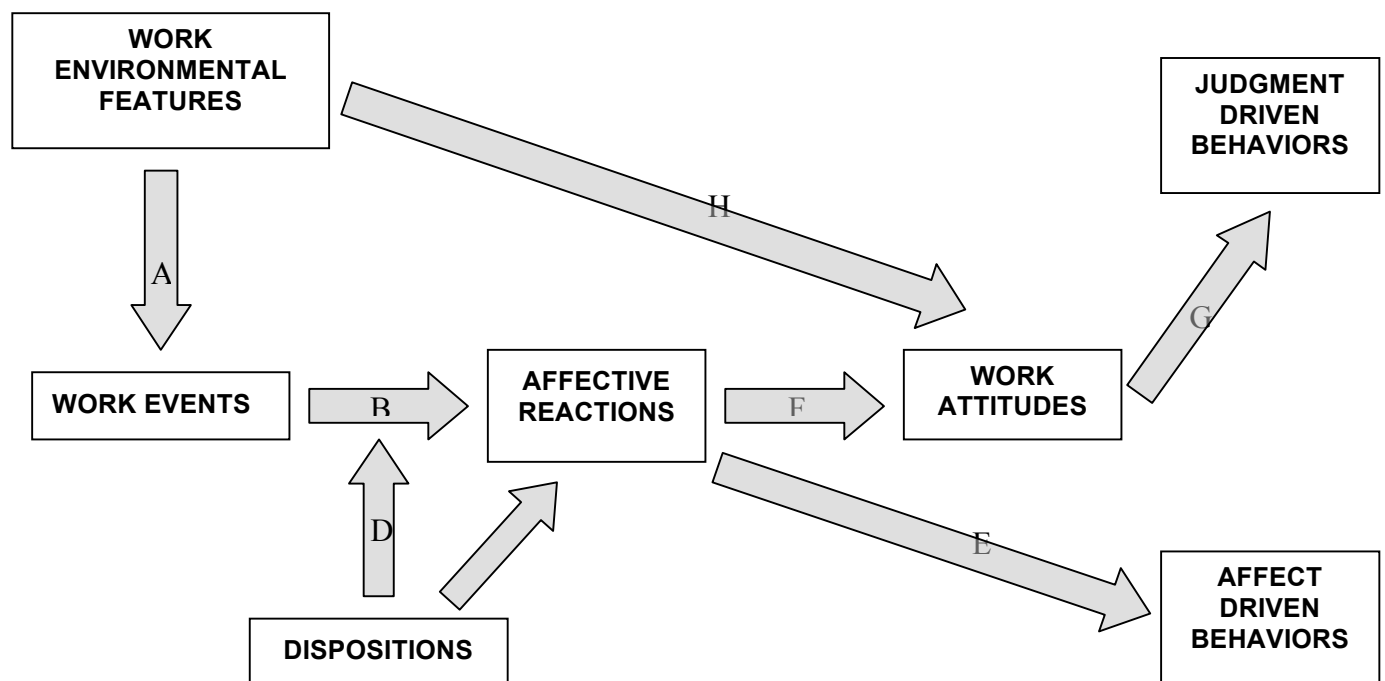 WORK
ENVIRONMENTAL
FEATURES
JUDGMENT
DRIVEN
BEHAVIORS
H
A
G
WORK EVENTS
B
AFFECTIVE
REACTIONS
F
WORK
ATTITUDES
D
E
DISPOSITIONS
AFFECT
DRIVEN
BEHAVIORS